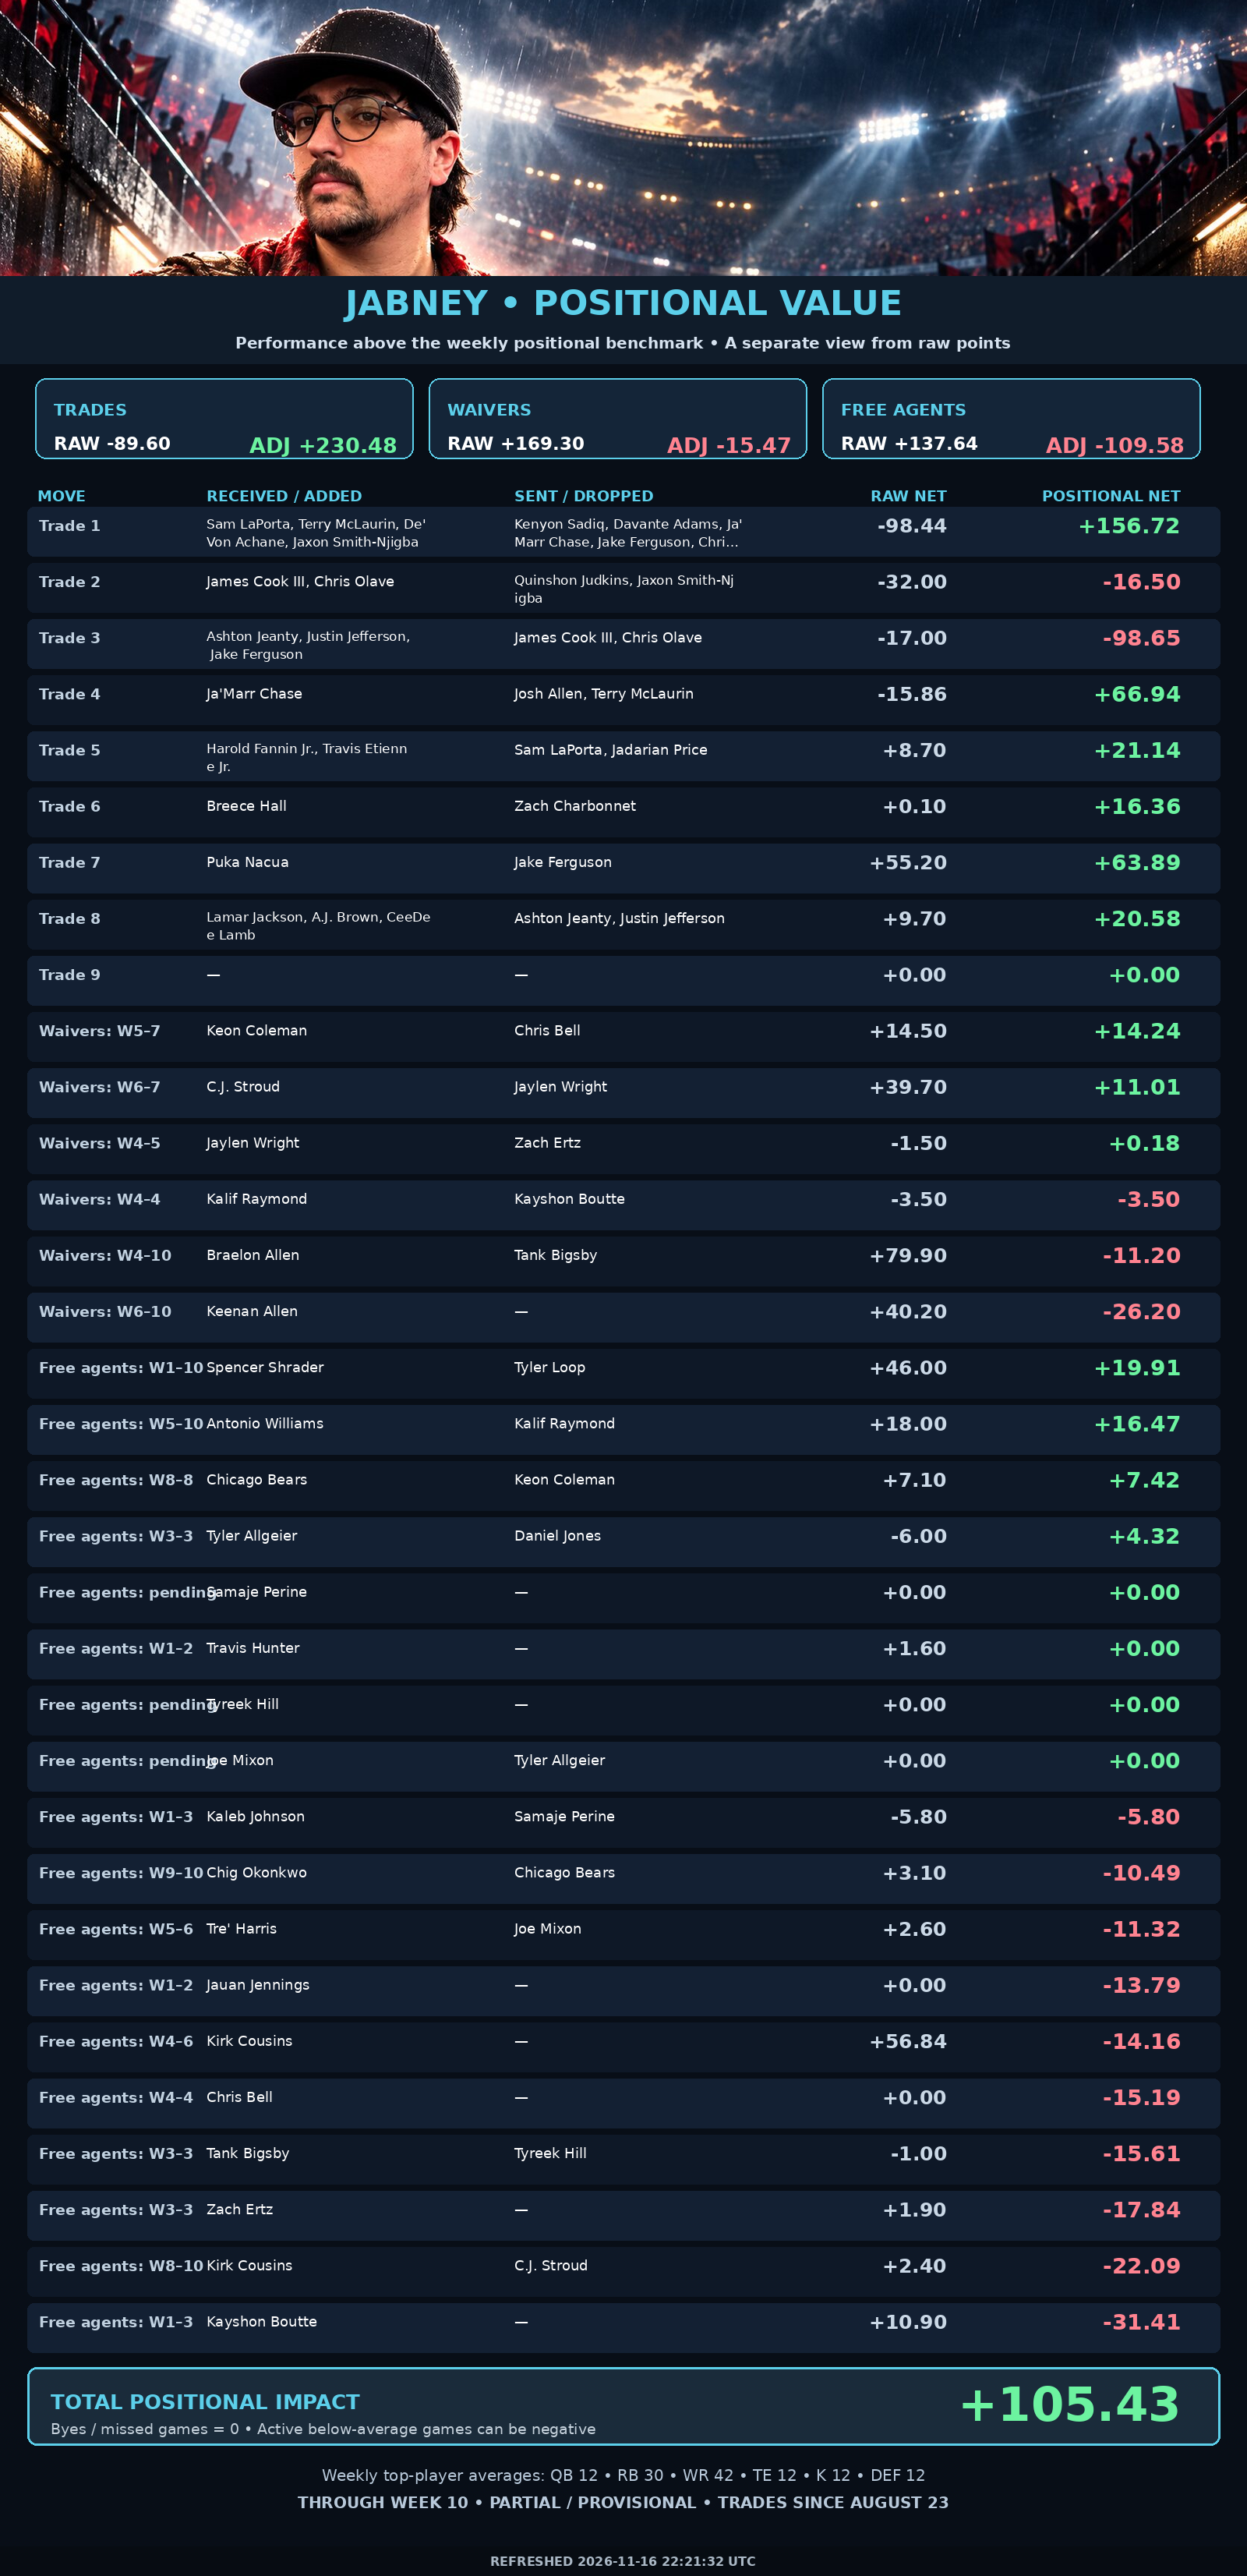 JABNEY • POSITIONAL VALUE
Performance above the weekly positional benchmark • A separate view from raw points
TRADES
RAW -89.60 ADJ +230.48
WAIVERS
RAW +169.30 ADJ -15.47
FREE AGENTS
RAW +137.64 ADJ -109.58
MOVE RECEIVED / ADDED SENT / DROPPED RAW NET POSITIONAL NET
Trade 1 Sam LaPorta, Terry McLaurin, De' Kenyon Sadiq, Davante Adams, Ja' -98.44 +156.72
Von Achane, Jaxon Smith-Njigba Marr Chase, Jake Ferguson, Chri…
Trade 2 James Cook III, Chris Olave Quinshon Judkins, Jaxon Smith-Nj -32.00 -16.50
igba
Trade 3 Ashton Jeanty, Justin Jefferson, James Cook III, Chris Olave -17.00 -98.65
Jake Ferguson
Trade 4 Ja'Marr Chase Josh Allen, Terry McLaurin -15.86 +66.94
Trade 5 Harold Fannin Jr., Travis Etienn Sam LaPorta, Jadarian Price +8.70 +21.14
e Jr.
Trade 6 Breece Hall Zach Charbonnet +0.10 +16.36
Trade 7 Puka Nacua Jake Ferguson +55.20 +63.89
Trade 8 Lamar Jackson, A.J. Brown, CeeDe Ashton Jeanty, Justin Jefferson +9.70 +20.58
e Lamb
Trade 9 — — +0.00 +0.00
Waivers: W5–7 Keon Coleman Chris Bell +14.50 +14.24
Waivers: W6–7 C.J. Stroud Jaylen Wright +39.70 +11.01
Waivers: W4–5 Jaylen Wright Zach Ertz -1.50 +0.18
Waivers: W4–4 Kalif Raymond Kayshon Boutte -3.50 -3.50
Waivers: W4–10 Braelon Allen Tank Bigsby +79.90 -11.20
Waivers: W6–10 Keenan Allen — +40.20 -26.20
Free agents: W1–10 Spencer Shrader Tyler Loop +46.00 +19.91
Free agents: W5–10 Antonio Williams Kalif Raymond +18.00 +16.47
Free agents: W8–8 Chicago Bears Keon Coleman +7.10 +7.42
Free agents: W3–3 Tyler Allgeier Daniel Jones -6.00 +4.32
Free agents: pending Samaje Perine — +0.00 +0.00
Free agents: W1–2 Travis Hunter — +1.60 +0.00
Free agents: pending Tyreek Hill — +0.00 +0.00
Free agents: pending Joe Mixon Tyler Allgeier +0.00 +0.00
Free agents: W1–3 Kaleb Johnson Samaje Perine -5.80 -5.80
Free agents: W9–10 Chig Okonkwo Chicago Bears +3.10 -10.49
Free agents: W5–6 Tre' Harris Joe Mixon +2.60 -11.32
Free agents: W1–2 Jauan Jennings — +0.00 -13.79
Free agents: W4–6 Kirk Cousins — +56.84 -14.16
Free agents: W4–4 Chris Bell — +0.00 -15.19
Free agents: W3–3 Tank Bigsby Tyreek Hill -1.00 -15.61
Free agents: W3–3 Zach Ertz — +1.90 -17.84
Free agents: W8–10 Kirk Cousins C.J. Stroud +2.40 -22.09
Free agents: W1–3 Kayshon Boutte — +10.90 -31.41
TOTAL POSITIONAL IMPACT +105.43
Byes / missed games = 0 • Active below-average games can be negative
Weekly top-player averages: QB 12 • RB 30 • WR 42 • TE 12 • K 12 • DEF 12
THROUGH WEEK 10 • PARTIAL / PROVISIONAL • TRADES SINCE AUGUST 23
REFRESHED 2026-11-16 22:21:32 UTC